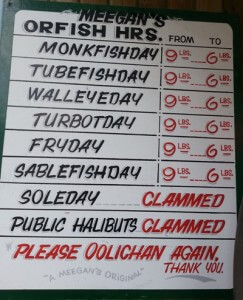 MEEGAN'S
ORFISH HRS. FROM TO
MONKFISHDAY 9 LBS. 6 LBS.
TUBEFISHDAY 9 LBS. 6 LBS.
WALLEYEDAY 9 LBS. 6 LBS.
TURBOTDAY 9 LBS. 6 LBS.
FRYDAY 9 LBS. 6 LBS.
SABLEFISHDAY 9 LBS. 6 LBS.
SOLEDAY CLAMMED
PUBLIC HALIBUTS CLAMMED
PLEASE OOLICHAN AGAIN.
THANK YOU.
"A MEEGAN'S ORIGINAL"